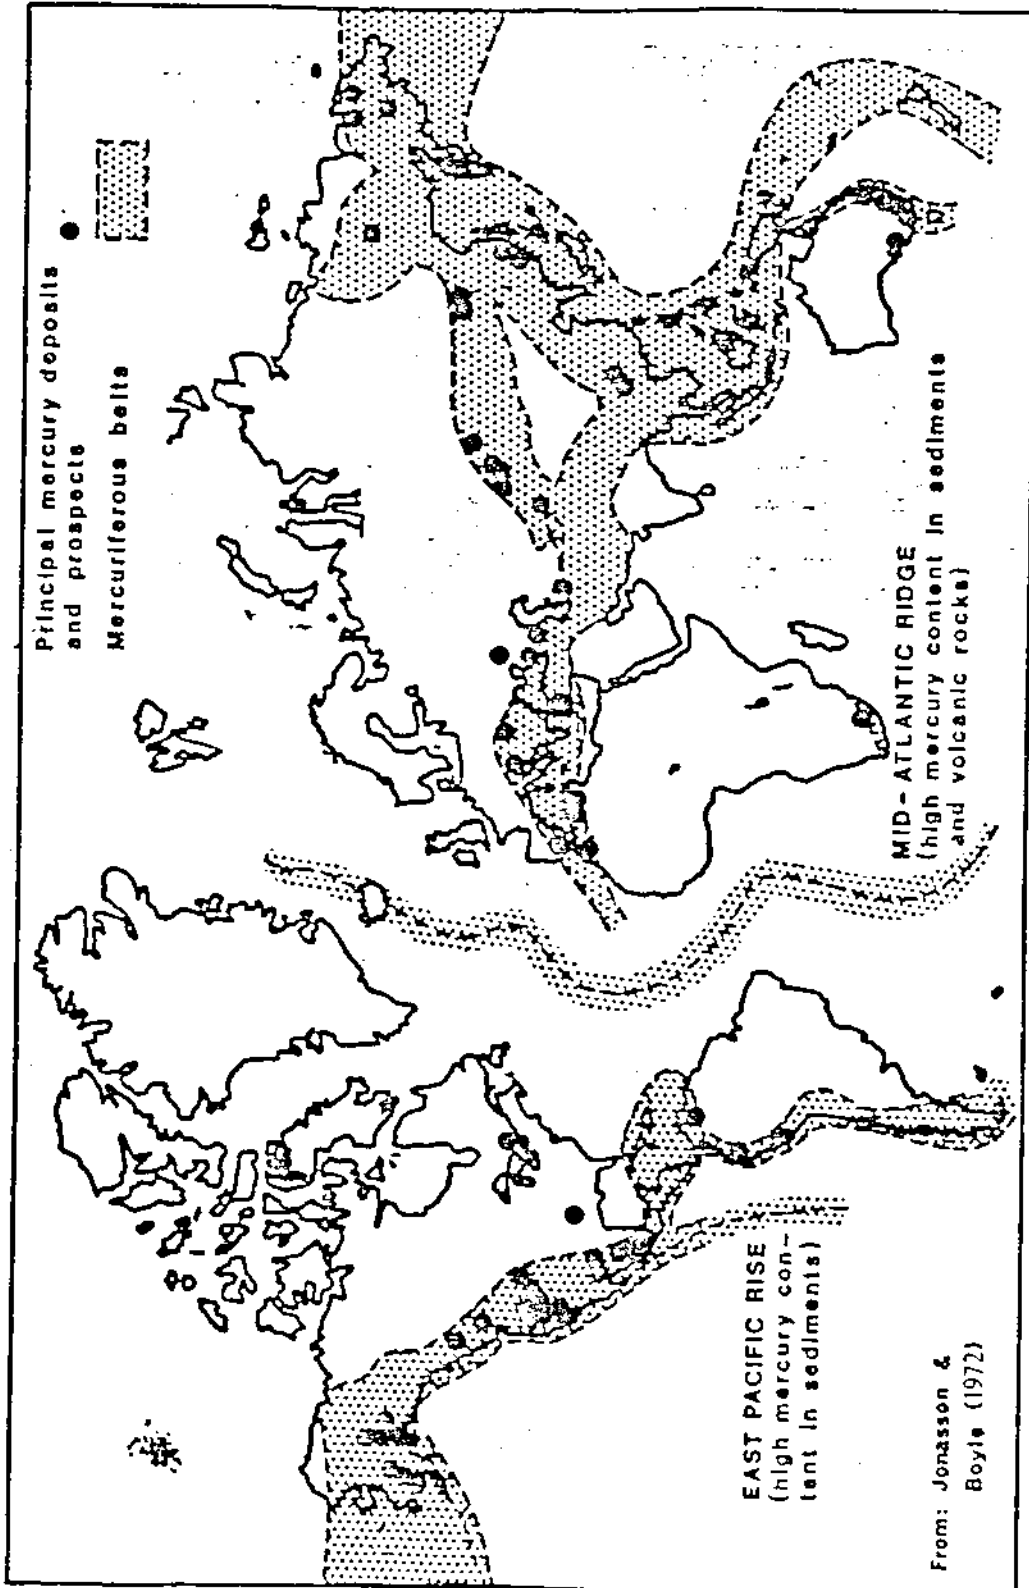 Principal mercury deposits
and prospects
Mercuriferous belts
MID-ATLANTIC RIDGE
(high mercury content in sediments
and volcanic rocks)
EAST PACIFIC RISE
(high mercury con-
tent in sediments)
From: Jonasson &
Boyle (1972)